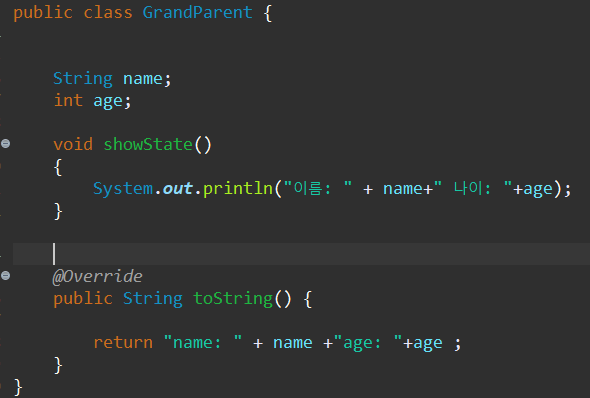 public class GrandParent {
String name;
int age;
void showState()
{
System.out.println("이름: " + name+" 나이: "+age);
}
@Override
public String toString() {
return "name: " + name +"age: "+age ;
}
}